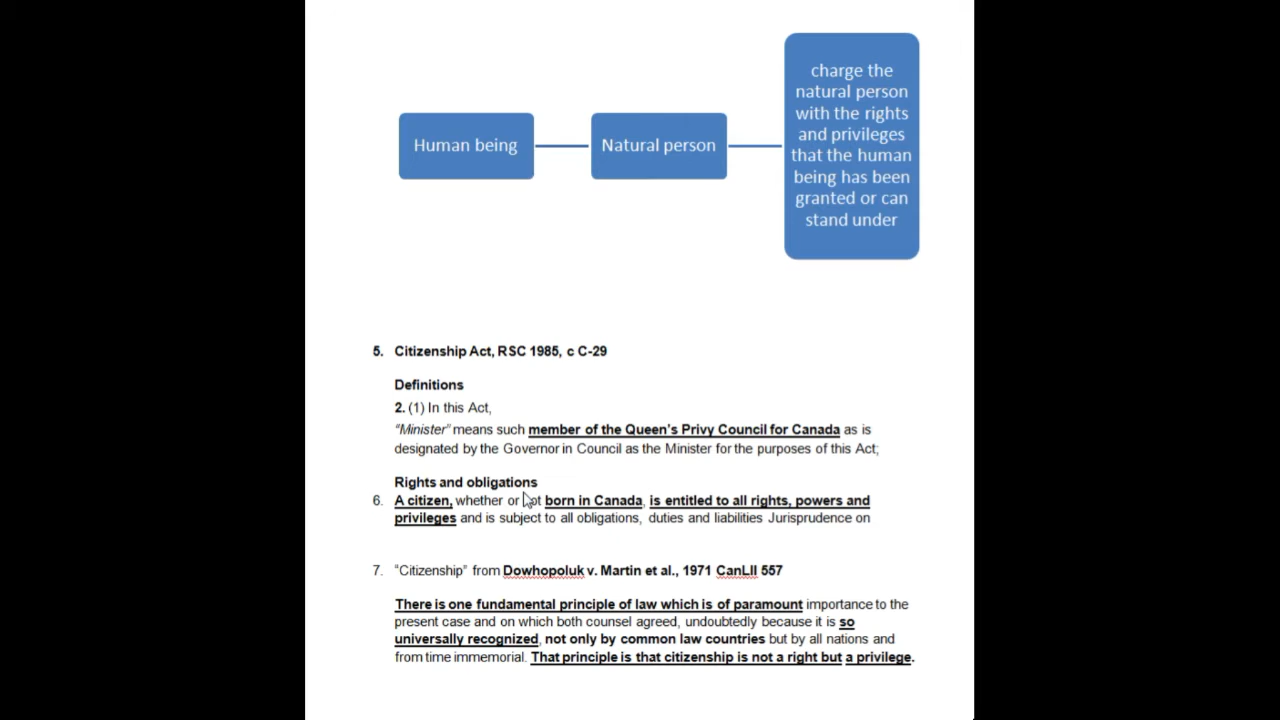 Human being
Natural person
charge the
natural person
with the rights
and privileges
that the human
being has been
granted or can
stand under
5. Citizenship Act, RSC 1985, c C-29
Definitions
2. (1) In this Act,
“Minister” means such member of the Queen’s Privy Council for Canada as is
designated by the Governor in Council as the Minister for the purposes of this Act;
Rights and obligations
6. A citizen, whether or not born in Canada, is entitled to all rights, powers and
privileges and is subject to all obligations, duties and liabilities Jurisprudence on
7. “Citizenship” from Dowhopoluk v. Martin et al., 1971 CanLII 557
There is one fundamental principle of law which is of paramount importance to the
present case and on which both counsel agreed, undoubtedly because it is so
universally recognized, not only by common law countries but by all nations and
from time immemorial. That principle is that citizenship is not a right but a privilege.